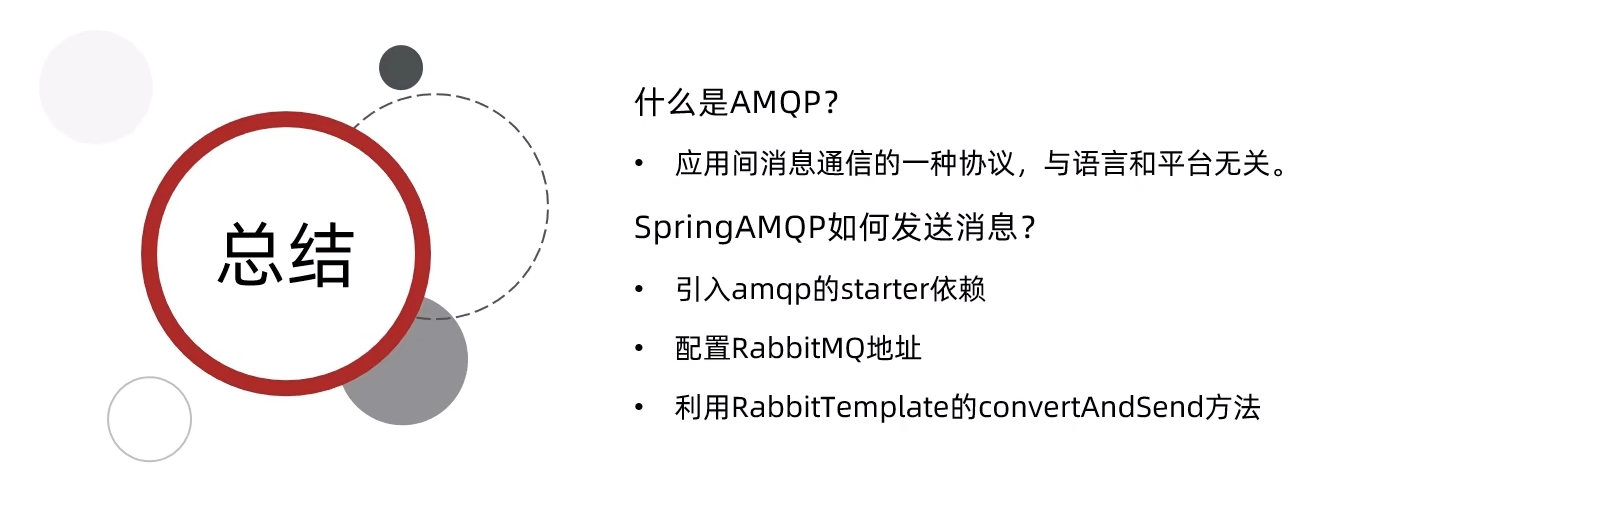 总结
什么是AMQP？
• 应用间消息通信的一种协议，与语言和平台无关。
SpringAMQP如何发送消息？
• 引入amqp的starter依赖
• 配置RabbitMQ地址
• 利用RabbitTemplate的convertAndSend方法